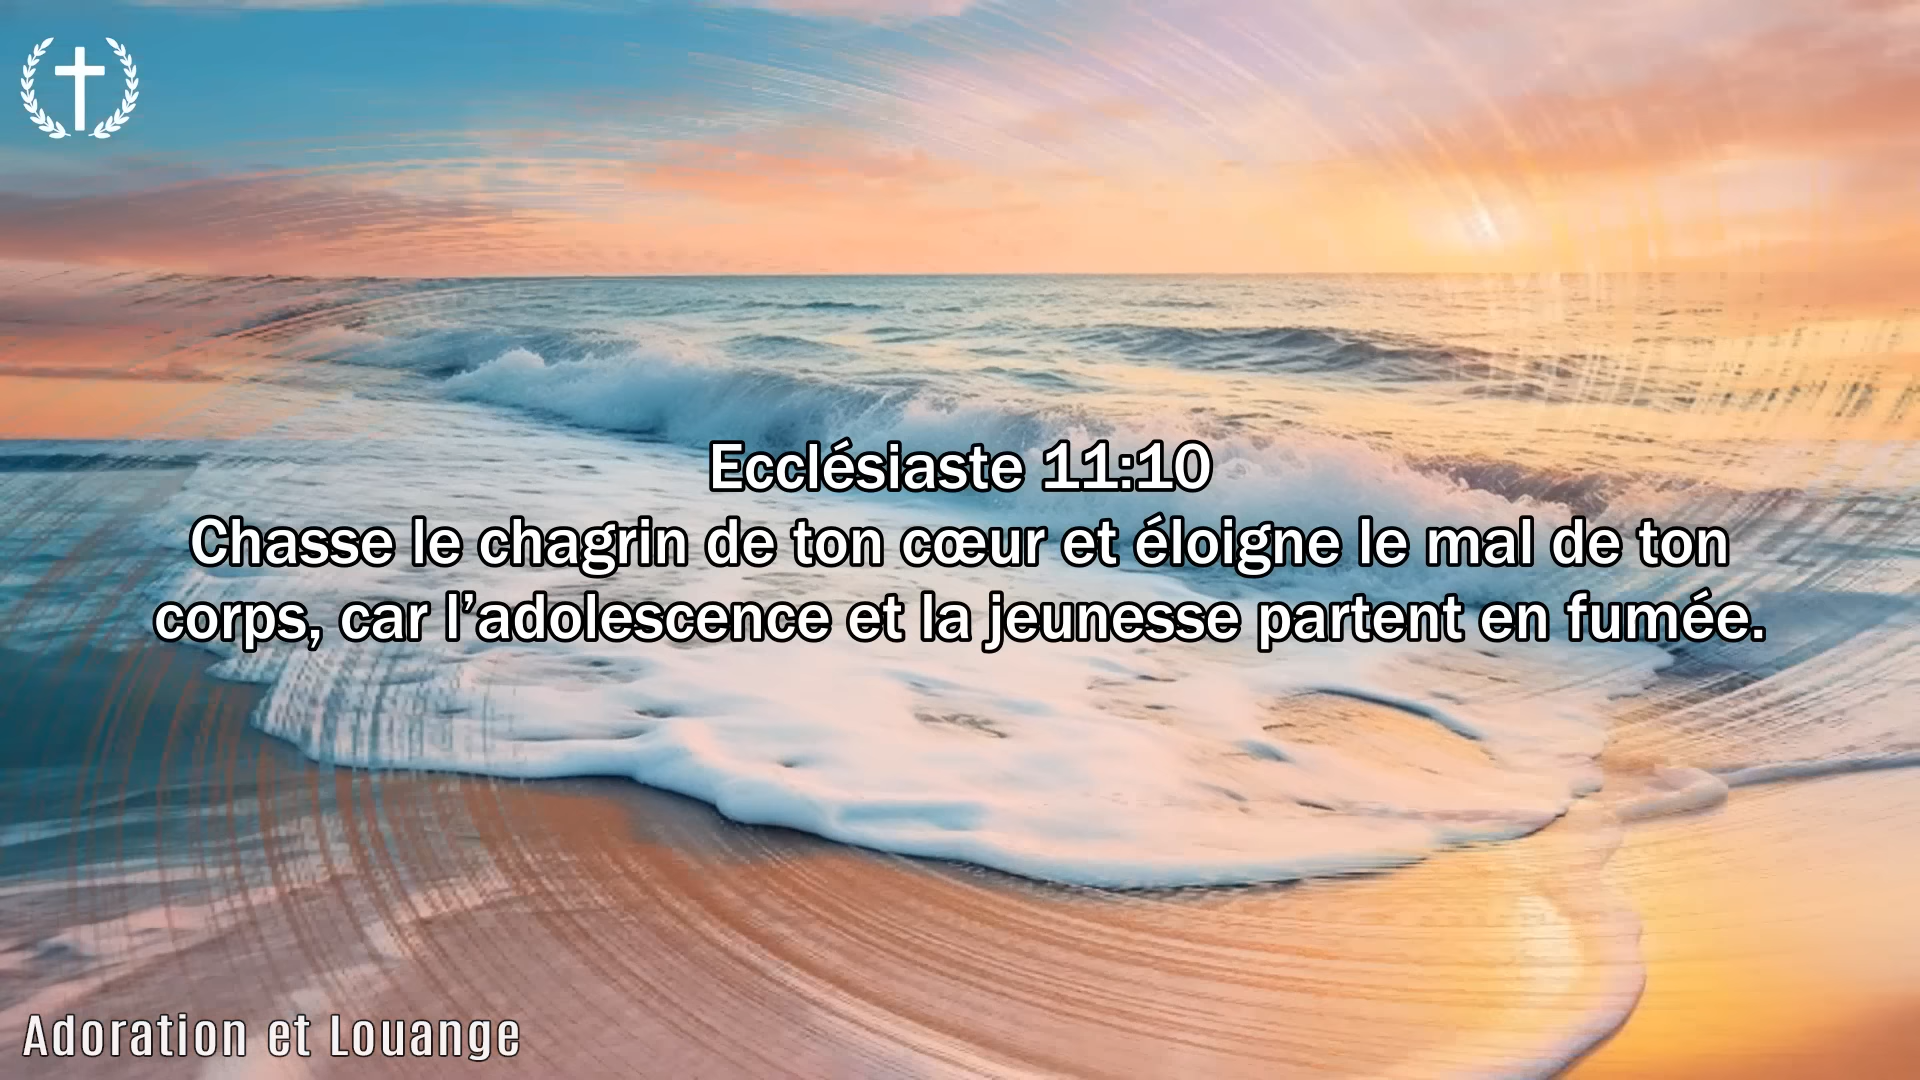 Ecclésiaste 11:10
Chasse le chagrin de ton cœur et éloigne le mal de ton
corps, car l’adolescence et la jeunesse partent en fumée.
Adoration et Louange